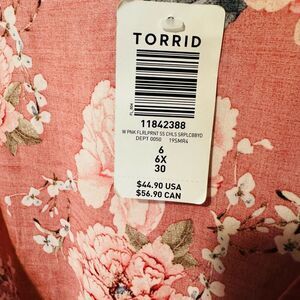 TORRID
11842388
W PNK FLRLPRNT SS CHLS SRPLCBBYD
DEPT 0050 19SMR4
6
6X
30
$44.90 USA
$56.90 CAN